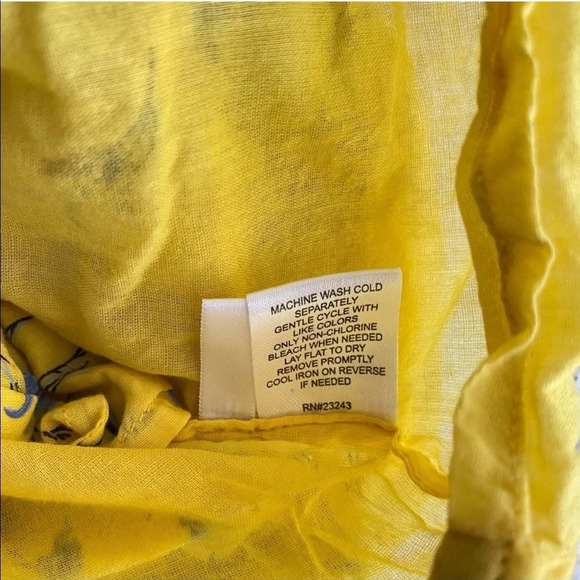 MACHINE WASH COLD
SEPARATELY
GENTLE CYCLE WITH
LIKE COLORS
ONLY NON-CHLORINE
BLEACH WHEN NEEDED
LAY FLAT TO DRY
REMOVE PROMPTLY
COOL IRON ON REVERSE
IF NEEDED
RN#23243